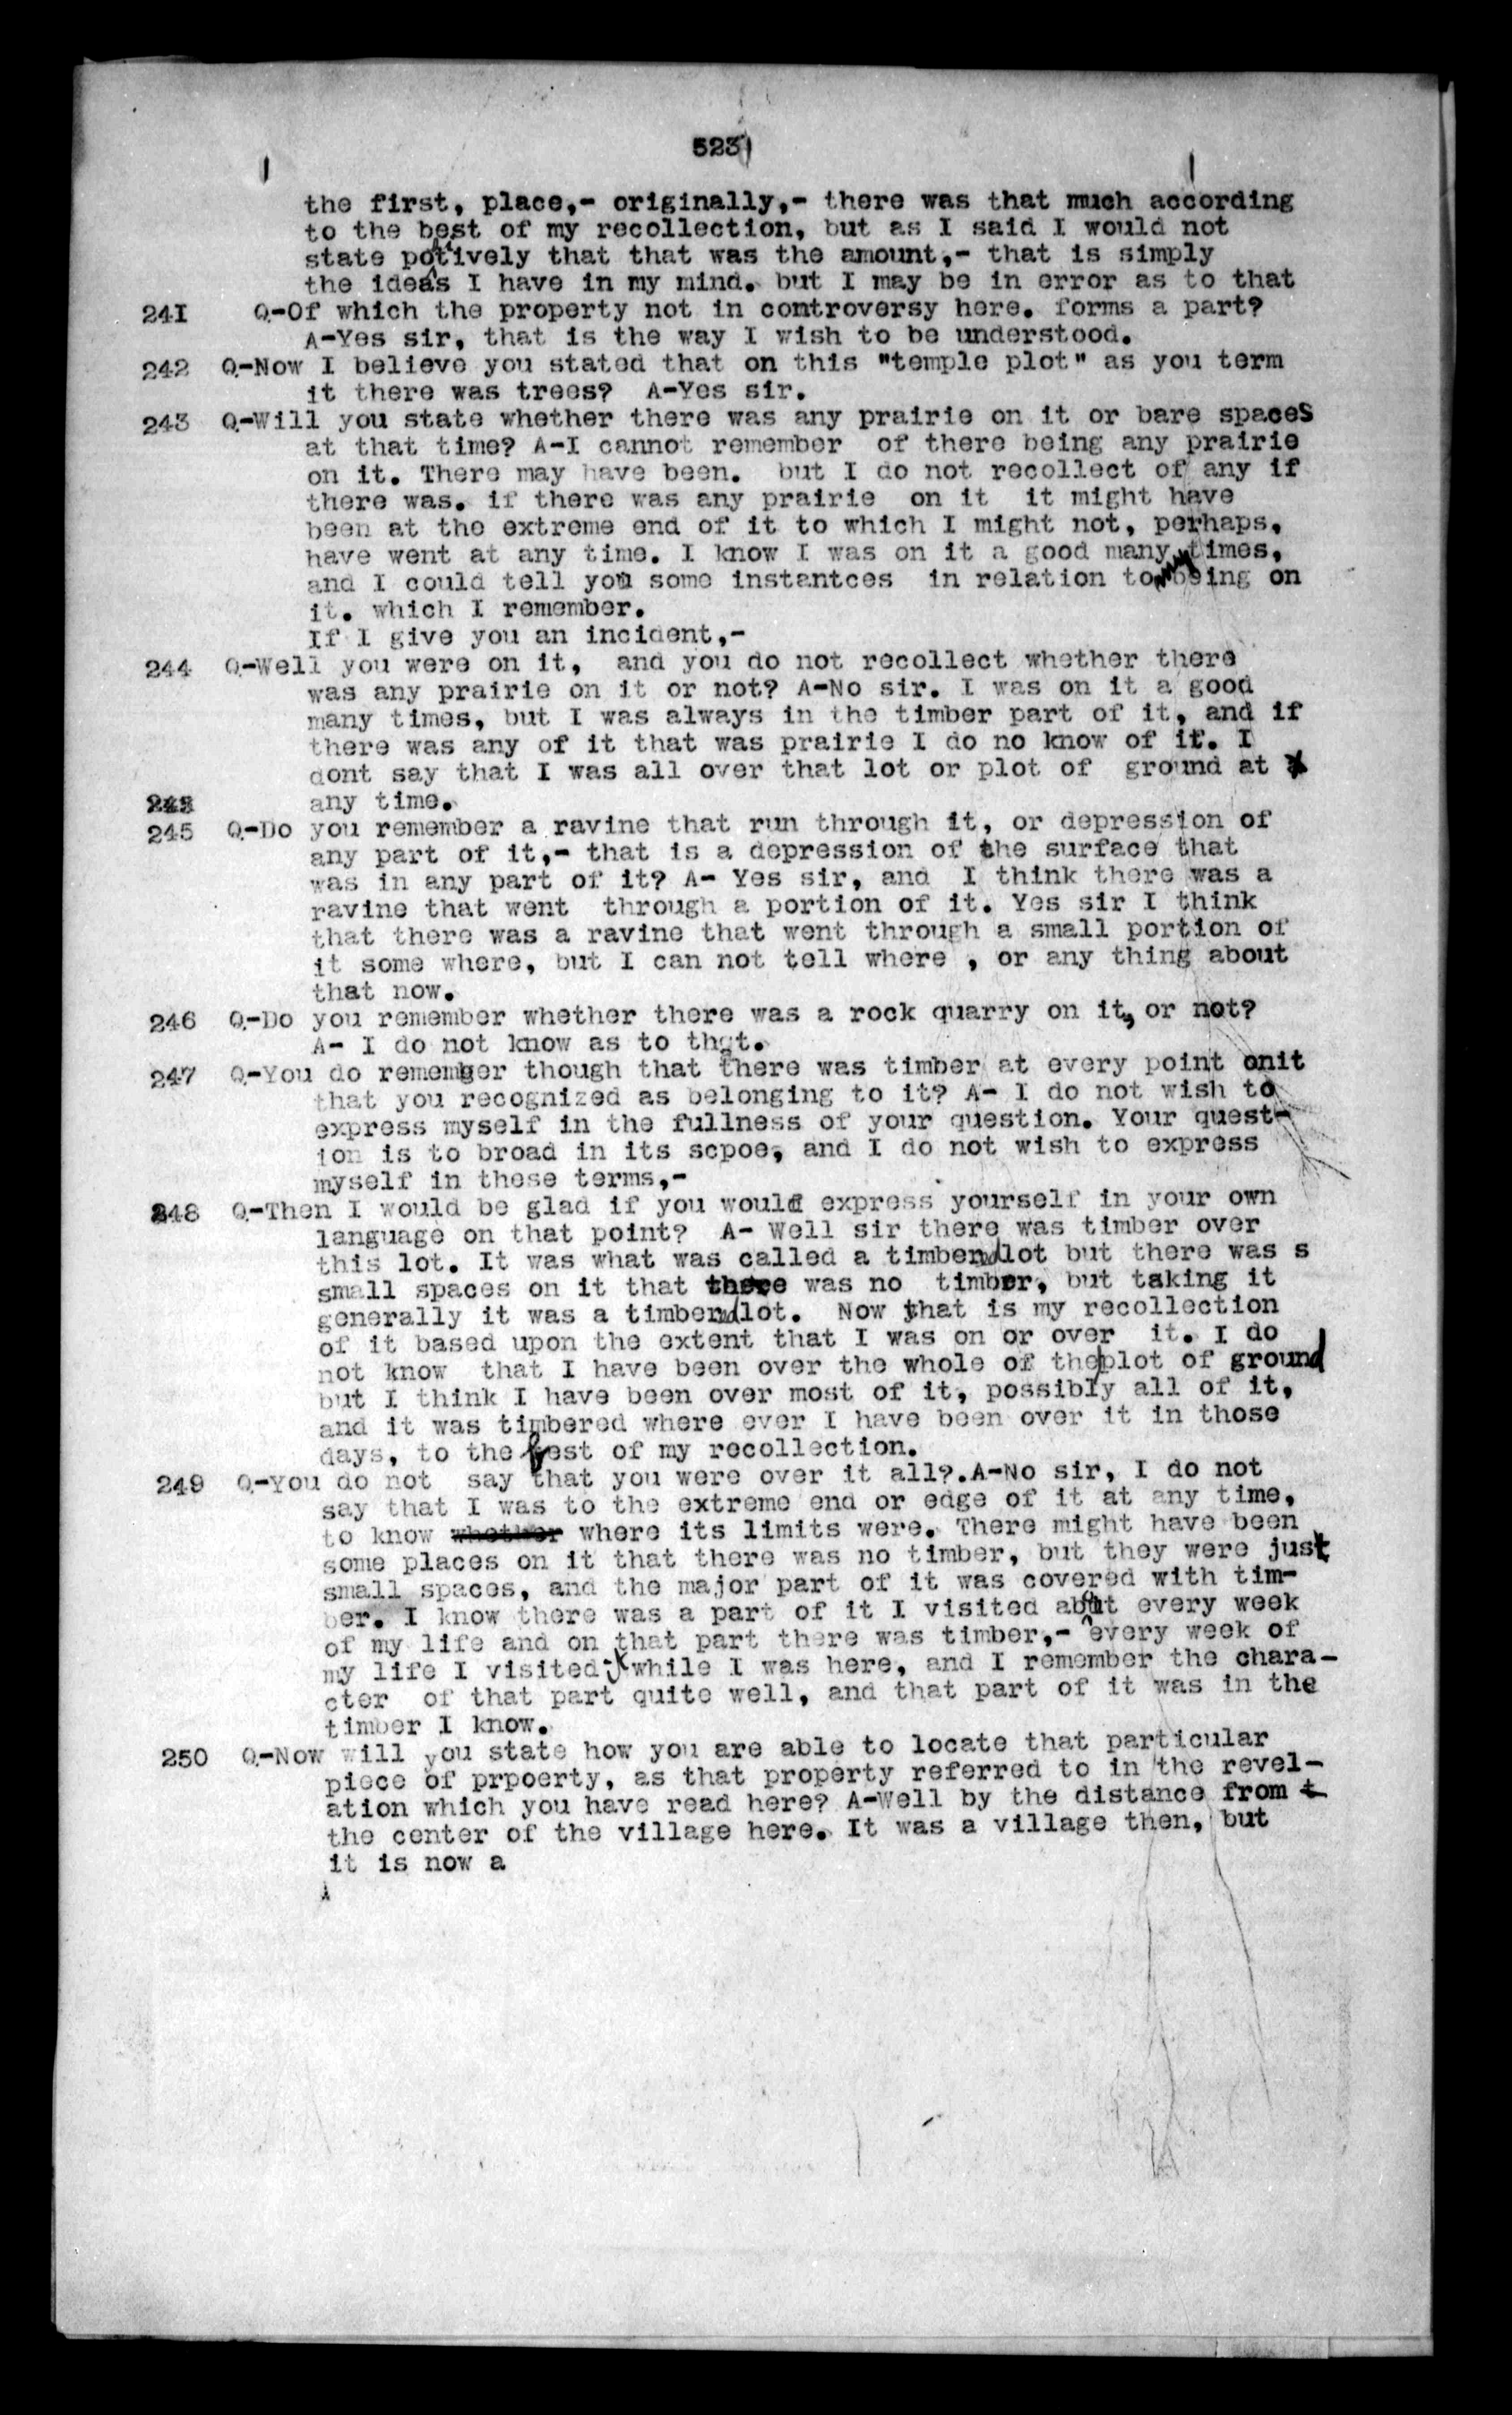 523
the first, place,- originally,- there was that much according
to the best of my recollection, but as I said I would not
state potively that that was the amount,- that is simply
the ideas I have in my mind. but I may be in error as to that
241 Q-Of which the property not in controversy here. forms a part?
A-Yes sir, that is the way I wish to be understood.
242 Q-Now I believe you stated that on this "temple plot" as you term
it there was trees? A-Yes sir.
243 Q-Will you state whether there was any prairie on it or bare spaces
at that time? A-I cannot remember of there being any prairie
on it. There may have been. but I do not recollect of any if
there was. if there was any prairie on it it might have
been at the extreme end of it to which I might not, perhaps,
have went at any time. I know I was on it a good many times,
and I could tell you some instantces in relation to being on
it. which I remember.
If I give you an incident,-
244 Q-Well you were on it, and you do not recollect whether there
was any prairie on it or not? A-No sir. I was on it a good
many times, but I was always in the timber part of it, and if
there was any of it that was prairie I do no know of it. I
dont say that I was all over that lot or plot of ground at
any time.
245 Q-Do you remember a ravine that run through it, or depression of
any part of it,- that is a depression of the surface that
was in any part of it? A- Yes sir, and I think there was a
ravine that went through a portion of it. Yes sir I think
that there was a ravine that went through a small portion of
it some where, but I can not tell where , or any thing about
that now.
246 Q-Do you remember whether there was a rock quarry on it, or not?
A- I do not know as to that.
247 Q-You do remember though that there was timber at every point onit
that you recognized as belonging to it? A- I do not wish to
express myself in the fullness of your question. Your quest-
ion is to broad in its scpoe, and I do not wish to express
myself in these terms,-
248 Q-Then I would be glad if you would express yourself in your own
language on that point? A- Well sir there was timber over
this lot. It was what was called a timbered lot but there was s
small spaces on it that there was no timber, but taking it
generally it was a timbered lot. Now that is my recollection
of it based upon the extent that I was on or over it. I do
not know that I have been over the whole of the plot of ground
but I think I have been over most of it, possibly all of it,
and it was timbered where ever I have been over it in those
days, to the best of my recollection.
249 Q-You do not say that you were over it all?.A-No sir, I do not
say that I was to the extreme end or edge of it at any time,
to know whether where its limits were. There might have been
some places on it that there was no timber, but they were just
small spaces, and the major part of it was covered with tim-
ber. I know there was a part of it I visited about every week
of my life and on that part there was timber,- every week of
my life I visited it while I was here, and I remember the chara-
cter of that part quite well, and that part of it was in the
timber I know.
250 Q-Now will you state how you are able to locate that particular
piece of prpoerty, as that property referred to in the revel-
ation which you have read here? A-Well by the distance from t
the center of the village here. It was a village then, but
it is now a
A